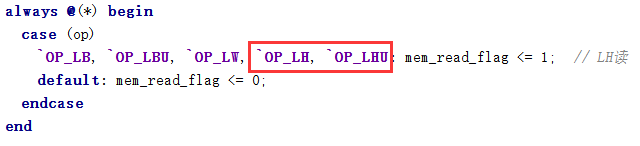 always @(*) begin
case (op)
`OP_LB, `OP_LBU, `OP_LW, `OP_LH, `OP_LHU: mem_read_flag <= 1; // LH读
default: mem_read_flag <= 0;
endcase
end